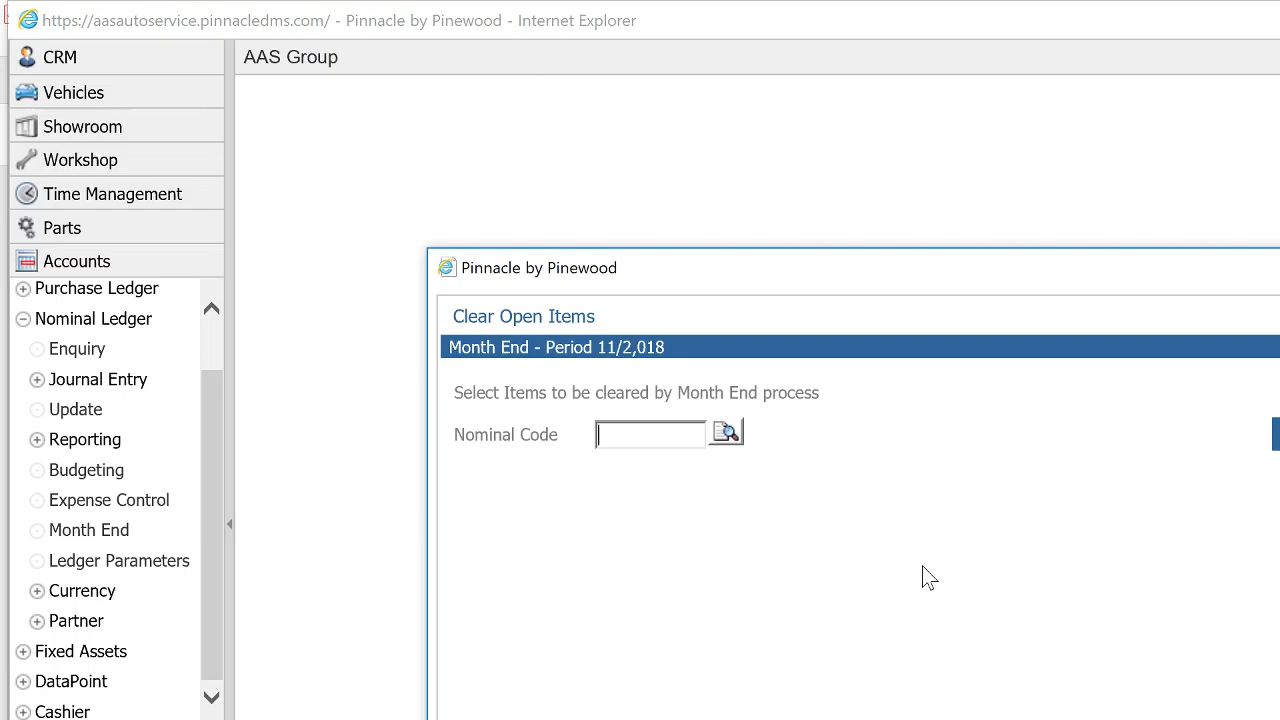 https://aasautoservice.pinnacledms.com/ - Pinnacle by Pinewood - Internet Explorer
CRM
AAS Group
Vehicles
Showroom
Workshop
Time Management
Parts
Accounts
Purchase Ledger
Nominal Ledger
Enquiry
Journal Entry
Update
Reporting
Budgeting
Expense Control
Month End
Ledger Parameters
Currency
Partner
Fixed Assets
DataPoint
Cashier
Pinnacle by Pinewood
Clear Open Items
Month End - Period 11/2,018
Select Items to be cleared by Month End process
Nominal Code